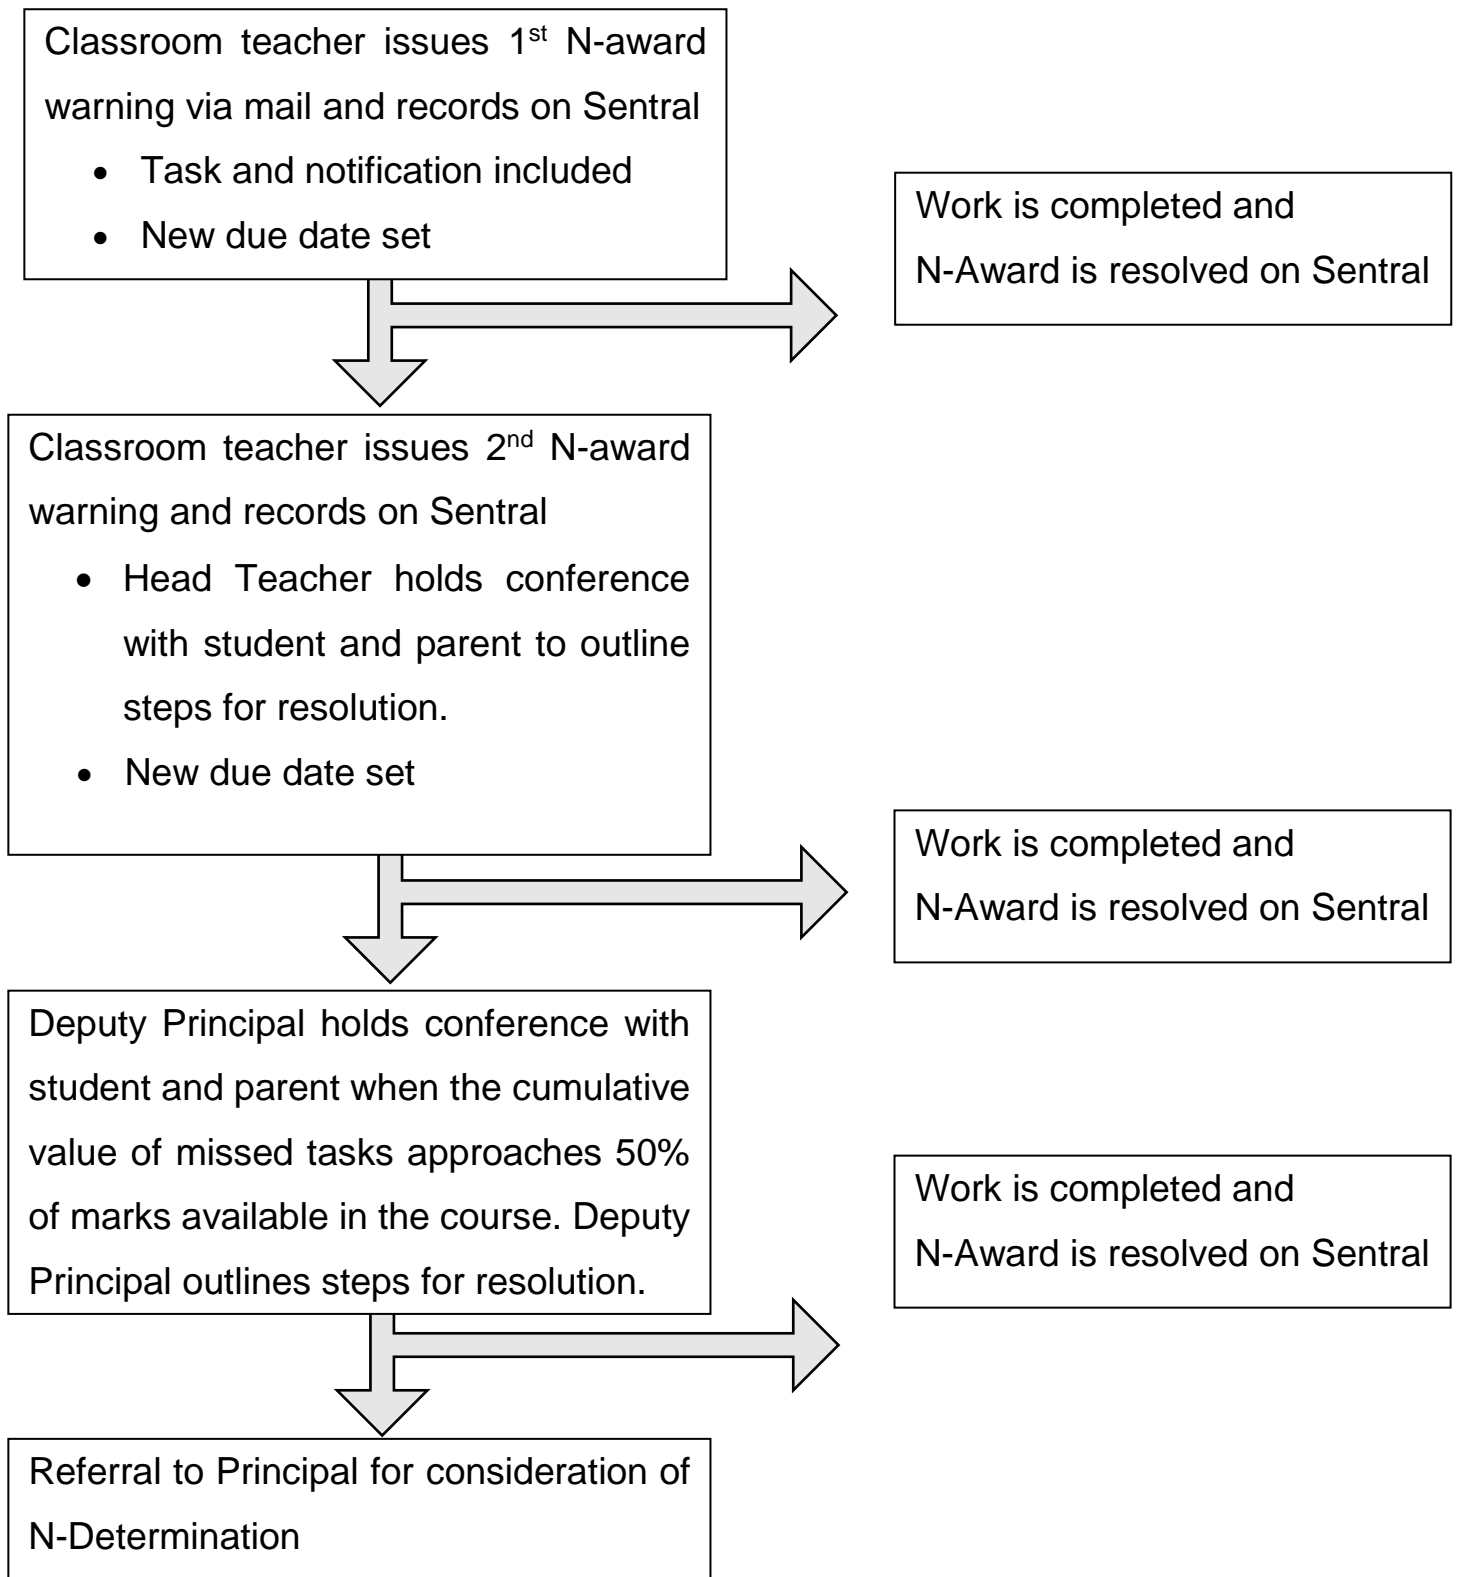 Classroom teacher issues 1st N-award
warning via mail and records on Sentral
• Task and notification included
• New due date set
Work is completed and
N-Award is resolved on Sentral
Classroom teacher issues 2nd N-award
warning and records on Sentral
• Head Teacher holds conference
with student and parent to outline
steps for resolution.
• New due date set
Work is completed and
N-Award is resolved on Sentral
Deputy Principal holds conference with
student and parent when the cumulative
value of missed tasks approaches 50%
of marks available in the course. Deputy
Principal outlines steps for resolution.
Work is completed and
N-Award is resolved on Sentral
Referral to Principal for consideration of
N-Determination